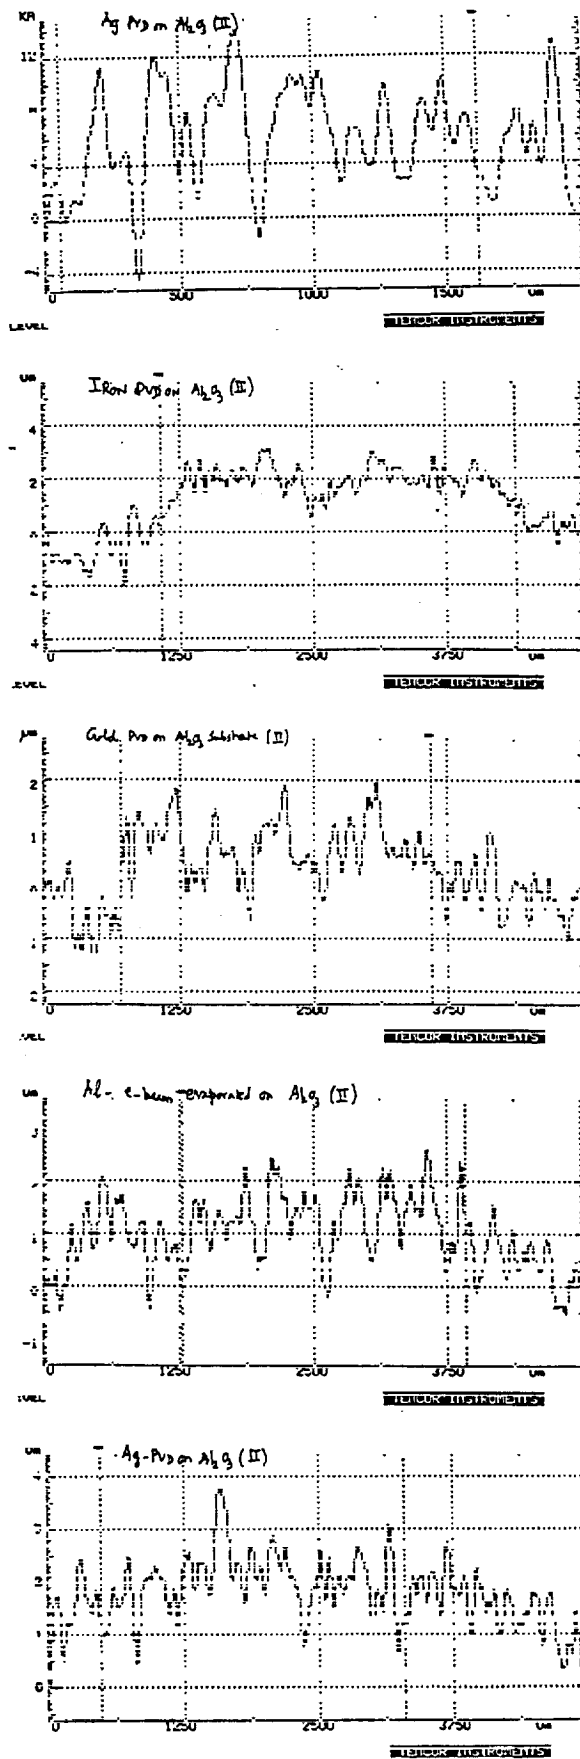 KA
Ag PVD on Al₂O₃ (II)
12
8
4
0
0 500 1000 1500 um
LEVEL
TENCOR INSTRUMENTS
um
IRON PVD on Al₂O₃ (II)
4
2
0
2
4
0 1250 2500 3750 um
LEVEL
TENCOR INSTRUMENTS
μm
Gold PVD on Al₂O₃ Substrate (II)
2
1
0
1
2
0 1250 2500 3750 um
VEL
TENCOR INSTRUMENTS
um
Al - e-beam evaporated on Al₂O₃ (II)
3
2
1
0
-1
0 1250 2500 3750 um
VEL
TENCOR INSTRUMENTS
um
Ag-PVD on Al₂O₃ (II)
2
1
0
0 1250 2500 3750 um
TENCOR INSTRUMENTS